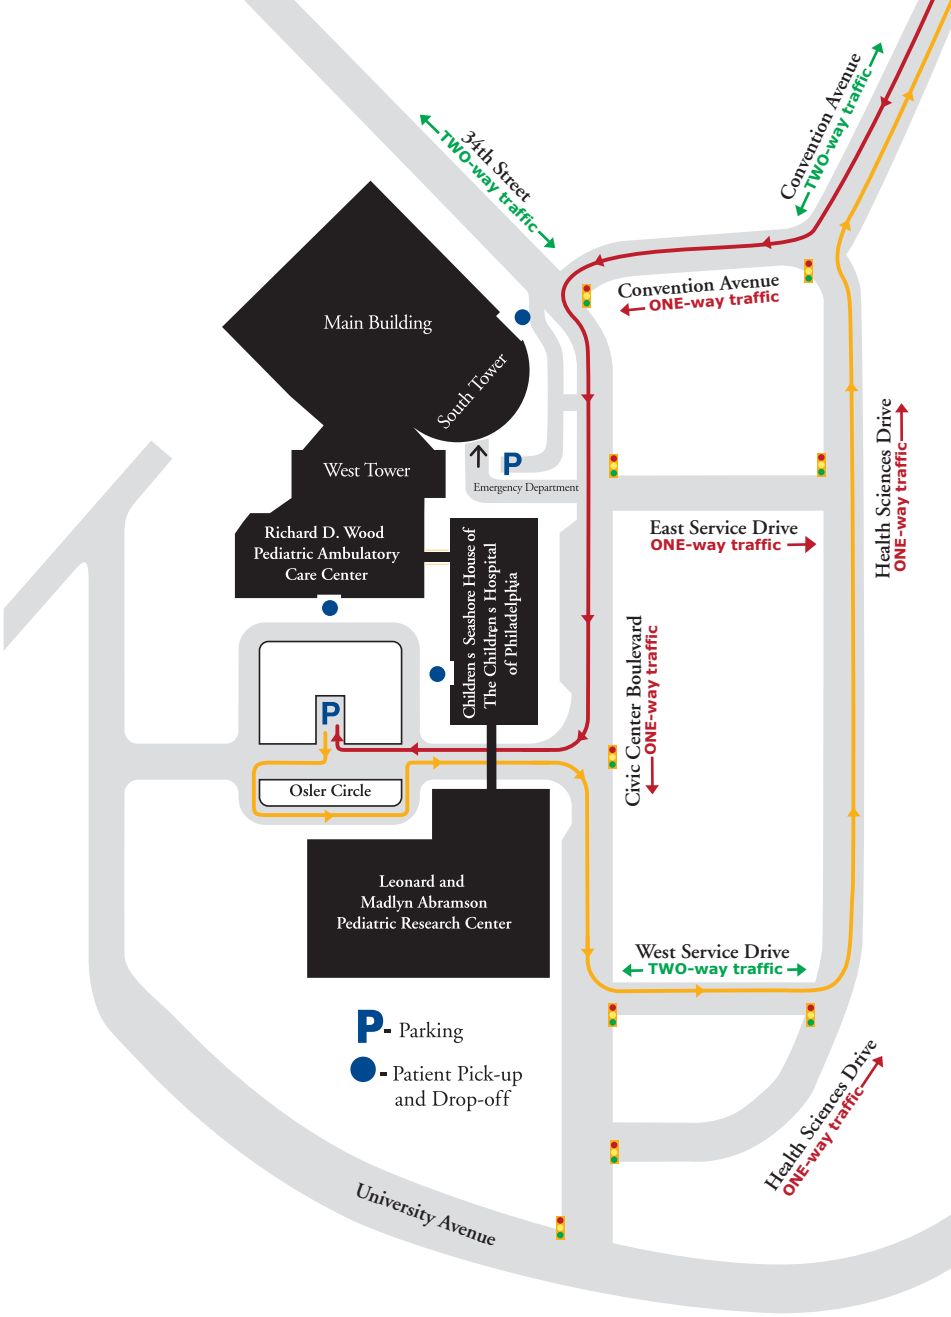 Convention Avenue
TWO-way traffic
34th Street
TWO-way traffic
Convention Avenue
ONE-way traffic
Main Building
South Tower
West Tower
P
Emergency Department
Richard D. Wood
Pediatric Ambulatory
Care Center
Children s Seashore House of
The Children s Hospital
of Philadelphia
East Service Drive
ONE-way traffic
Health Sciences Drive
ONE-way traffic
Civic Center Boulevard
ONE-way traffic
P
Osler Circle
Leonard and
Madlyn Abramson
Pediatric Research Center
West Service Drive
TWO-way traffic
P- Parking
- Patient Pick-up
and Drop-off
Health Sciences Drive
ONE-way traffic
University Avenue